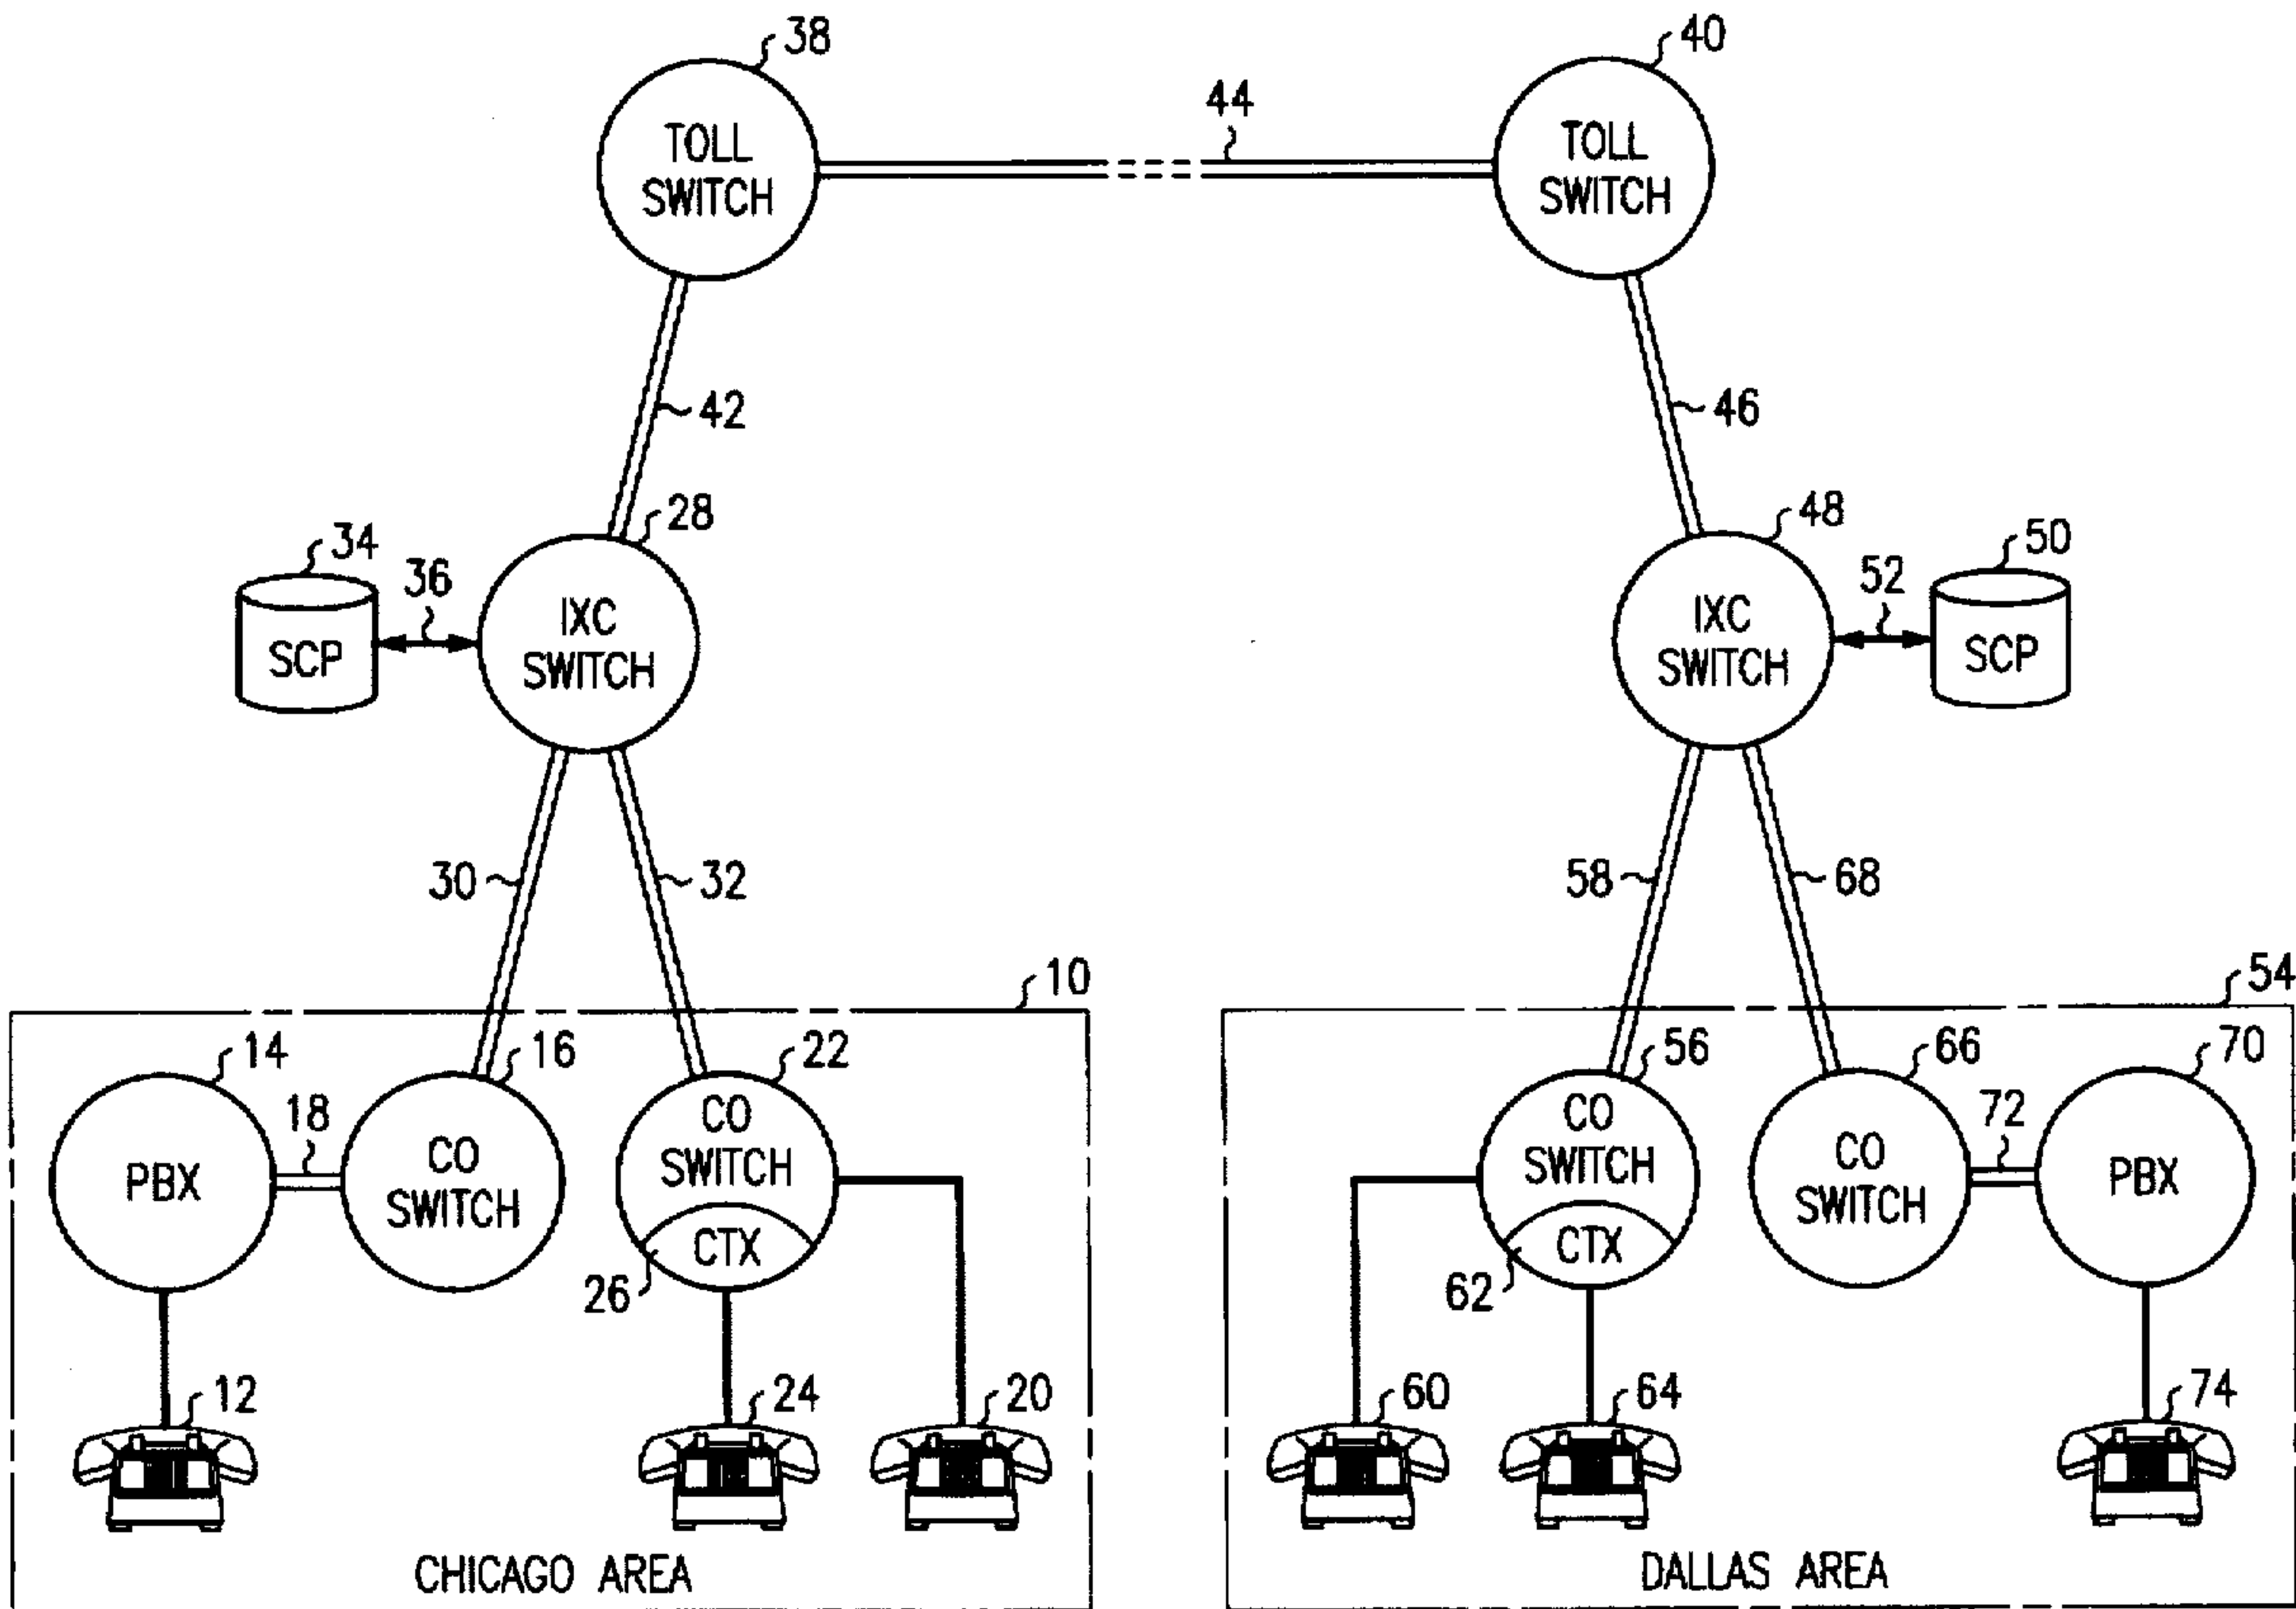 38
40
44
TOLL
SWITCH
TOLL
SWITCH
42
46
28
48
34
50
36
52
SCP
IXC
SWITCH
IXC
SWITCH
SCP
30
32
58
68
10
54
14
16
22
56
66
70
18
72
PBX
CO
SWITCH
CO
SWITCH
CTX
CO
SWITCH
CTX
CO
SWITCH
PBX
26
62
12
24
20
60
64
74
CHICAGO AREA
DALLAS AREA